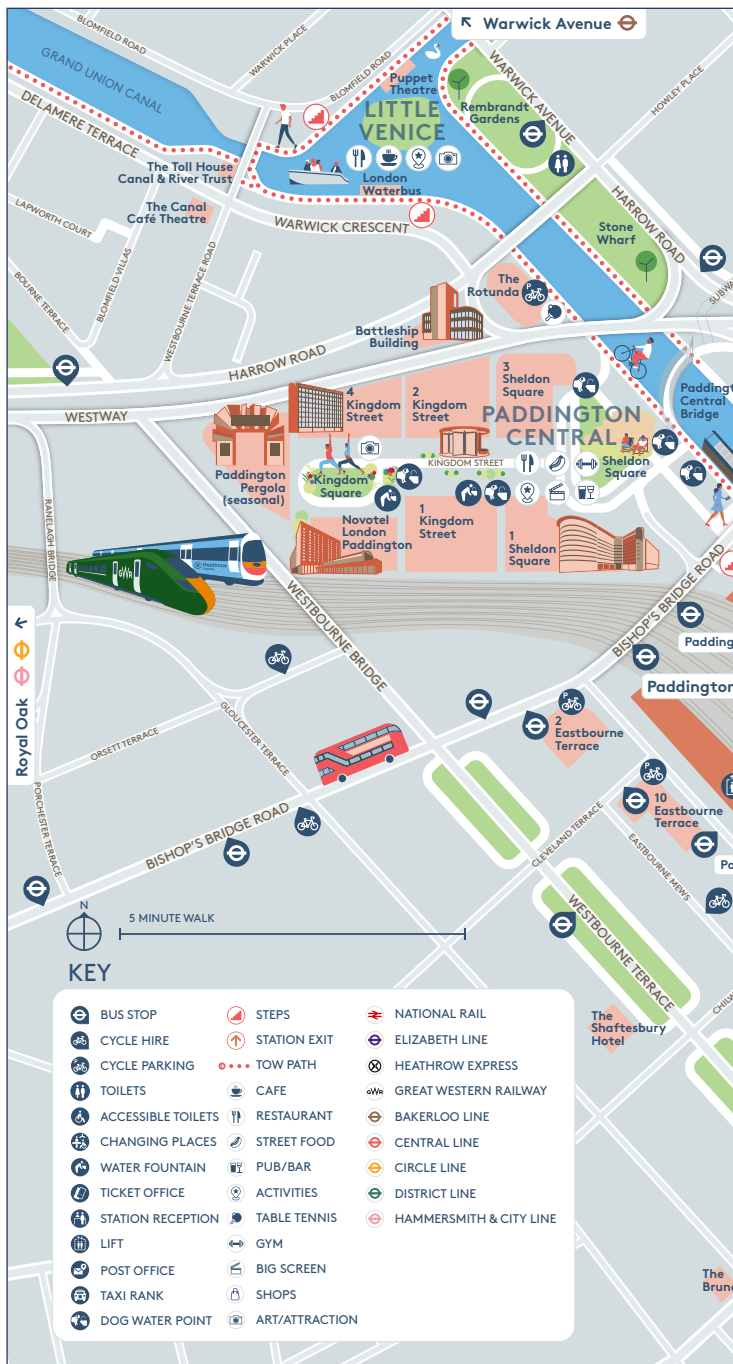 Warwick Avenue
BLOMFIELD ROAD
WARWICK PLACE
BLOMFIELD ROAD
GRAND UNION CANAL
DELAMERE TERRACE
Puppet
Theatre
LITTLE
VENICE
Rembrandt
Gardens
WARWICK AVENUE
HOWLEY PLACE
The Toll House
Canal & River Trust
London
Waterbus
The Canal
Café Theatre
WARWICK CRESCENT
HARROW ROAD
Stone
Wharf
LAPWORTH COURT
BLOMFIELD VILLAS
BOURNE TERRACE
WESTBOURNE TERRACE ROAD
The
Rotunda
P
SUBWAY
Battleship
Building
HARROW ROAD
WESTWAY
4
Kingdom
Street
2
Kingdom
Street
3
Sheldon
Square
PADDINGTON
CENTRAL
Central
Bridge
KINGDOM STREET
Sheldon
Square
Paddington
Pergola
(seasonal)
Kingdom
Square
Novotel
London
Paddington
1
Kingdom
Street
1
Sheldon
Square
RANELAGH BRIDGE
GWR
Heathrow
WESTBOURNE BRIDGE
BISHOP'S BRIDGE ROAD
Royal Oak
Paddington
ORSETT TERRACE
GLOUCESTER TERRACE
P
2
Eastbourne
Terrace
P
10
Eastbourne
Terrace
PORCHESTER TERRACE
BISHOP'S BRIDGE ROAD
CLEVELAND TERRACE
EASTBOURNE MEWS
WESTBOURNE TERRACE
N
5 MINUTE WALK
KEY
BUS STOP
CYCLE HIRE
CYCLE PARKING
TOILETS
ACCESSIBLE TOILETS
CHANGING PLACES
WATER FOUNTAIN
TICKET OFFICE
STATION RECEPTION
LIFT
POST OFFICE
TAXI RANK
DOG WATER POINT
STEPS
STATION EXIT
TOW PATH
CAFE
RESTAURANT
STREET FOOD
PUB/BAR
ACTIVITIES
TABLE TENNIS
GYM
BIG SCREEN
SHOPS
ART/ATTRACTION
NATIONAL RAIL
ELIZABETH LINE
HEATHROW EXPRESS
GWR GREAT WESTERN RAILWAY
BAKERLOO LINE
CENTRAL LINE
CIRCLE LINE
DISTRICT LINE
HAMMERSMITH & CITY LINE
The
Shaftesbury
Hotel
The